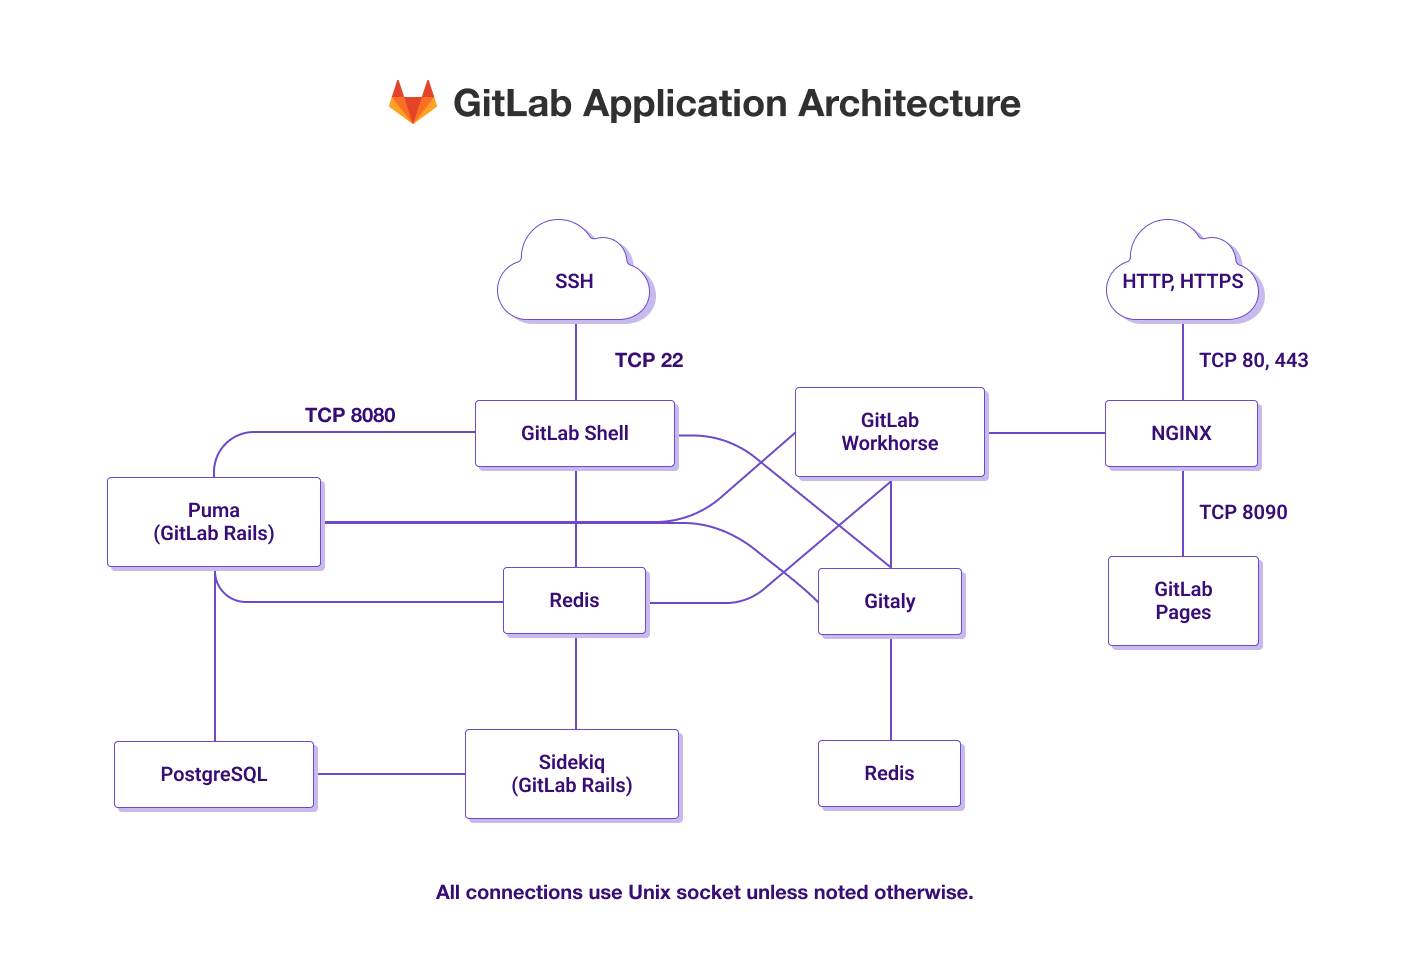 GitLab Application Architecture
SSH
HTTP, HTTPS
TCP 22
TCP 80, 443
TCP 8080
GitLab Shell
GitLab
Workhorse
NGINX
Puma
(GitLab Rails)
TCP 8090
Redis
Gitaly
GitLab
Pages
PostgreSQL
Sidekiq
(GitLab Rails)
Redis
All connections use Unix socket unless noted otherwise.